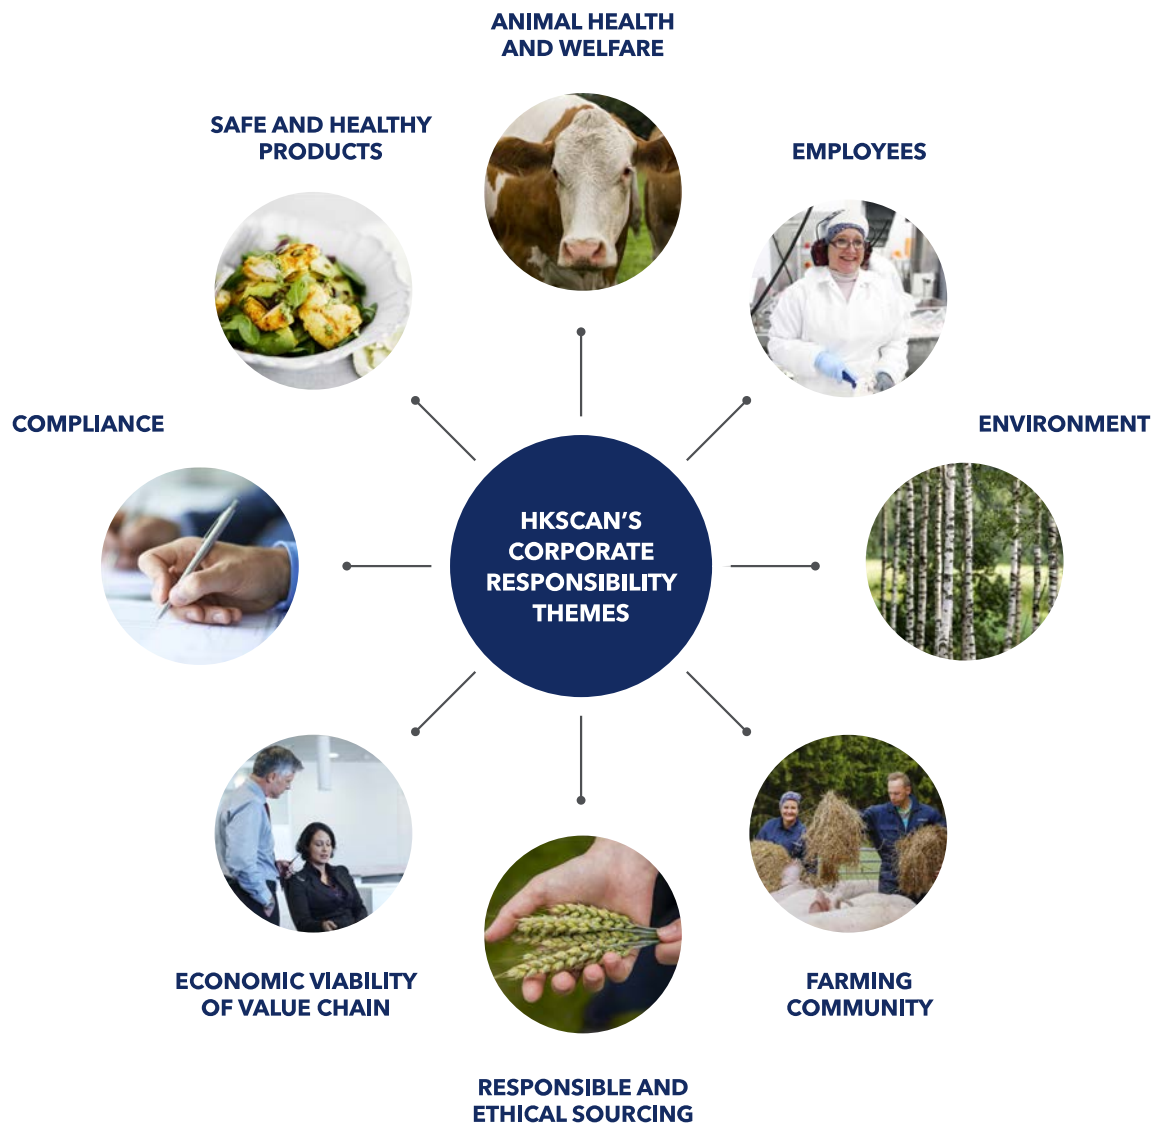 ANIMAL HEALTH
AND WELFARE
SAFE AND HEALTHY
PRODUCTS
EMPLOYEES
COMPLIANCE
ENVIRONMENT
HKSCAN'S
CORPORATE
RESPONSIBILITY
THEMES
ECONOMIC VIABILITY
OF VALUE CHAIN
FARMING
COMMUNITY
RESPONSIBLE AND
ETHICAL SOURCING